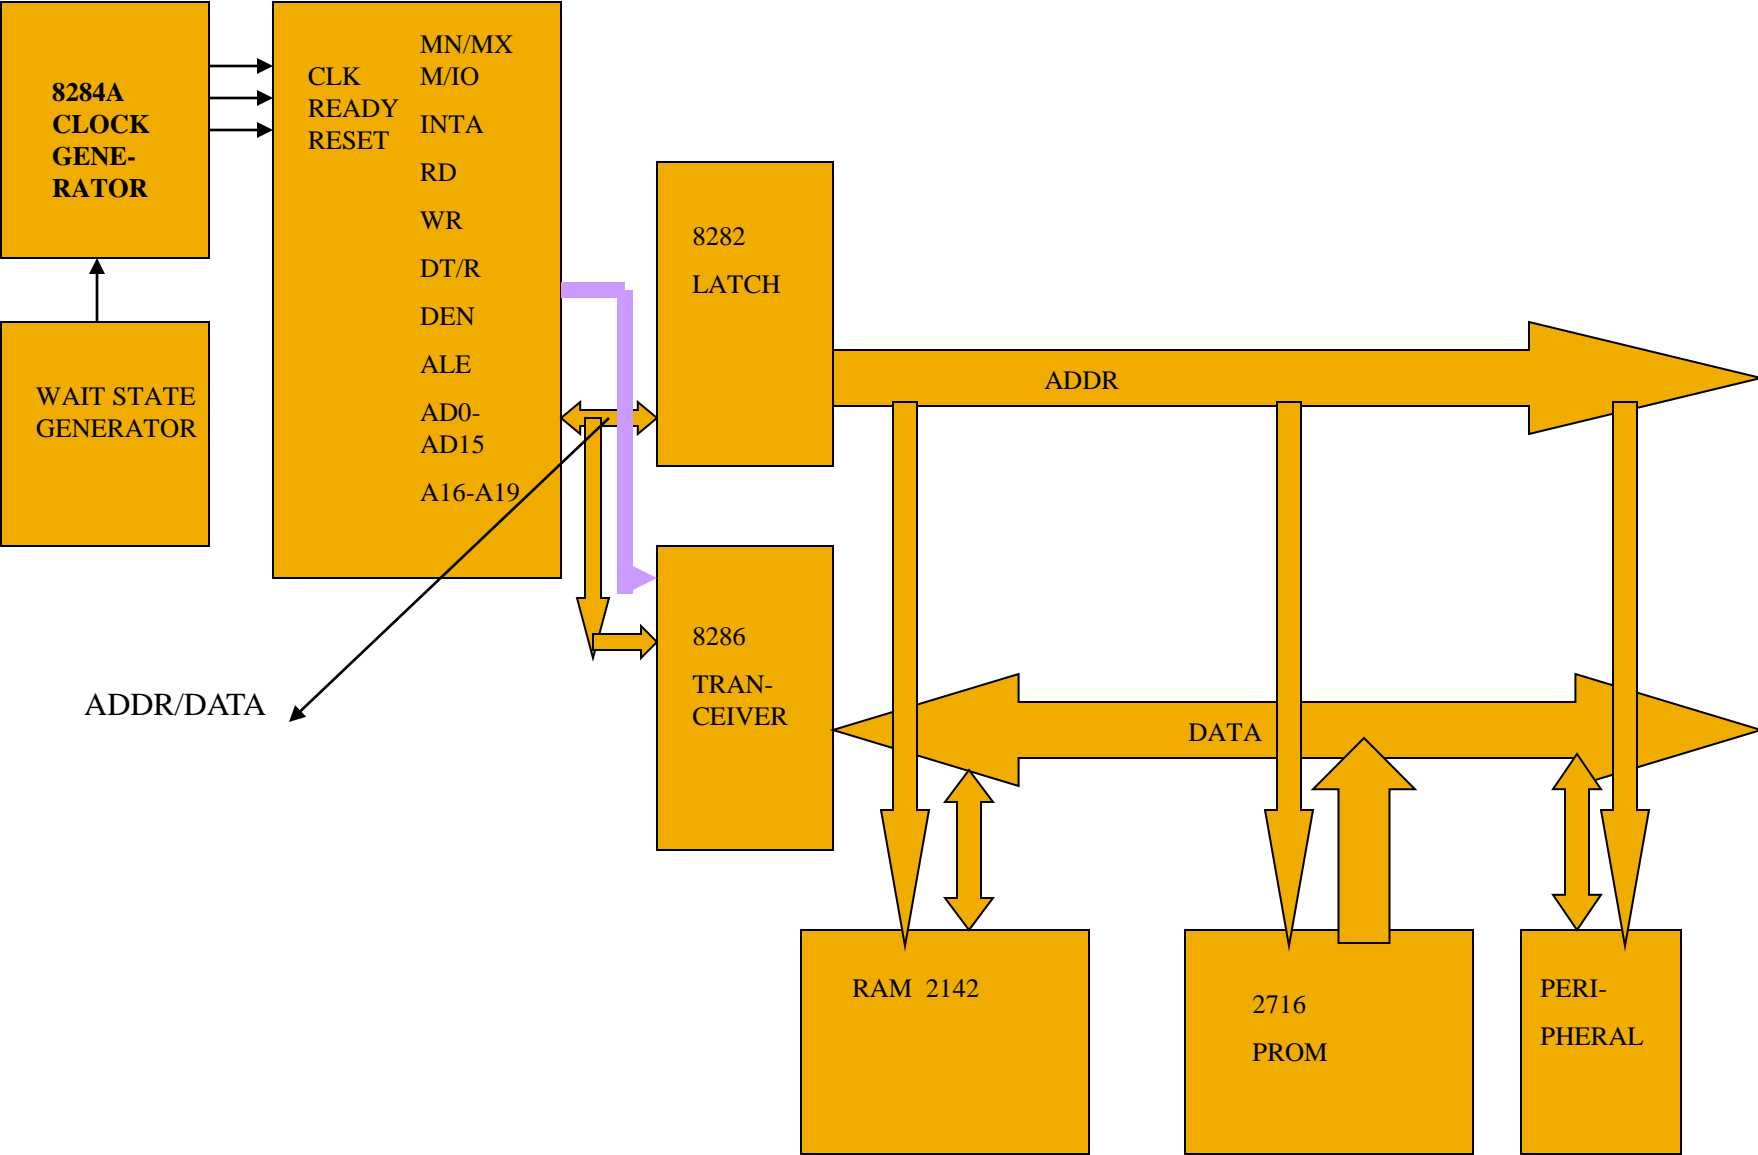 8284A
CLOCK
GENE-
RATOR
WAIT STATE
GENERATOR
CLK
READY
RESET
MN/MX
M/IO
INTA
RD
WR
DT/R
DEN
ALE
AD0-
AD15
A16-A19
ADDR/DATA
8282
LATCH
8286
TRAN-
CEIVER
ADDR
DATA
RAM 2142
2716
PROM
PERI-
PHERAL